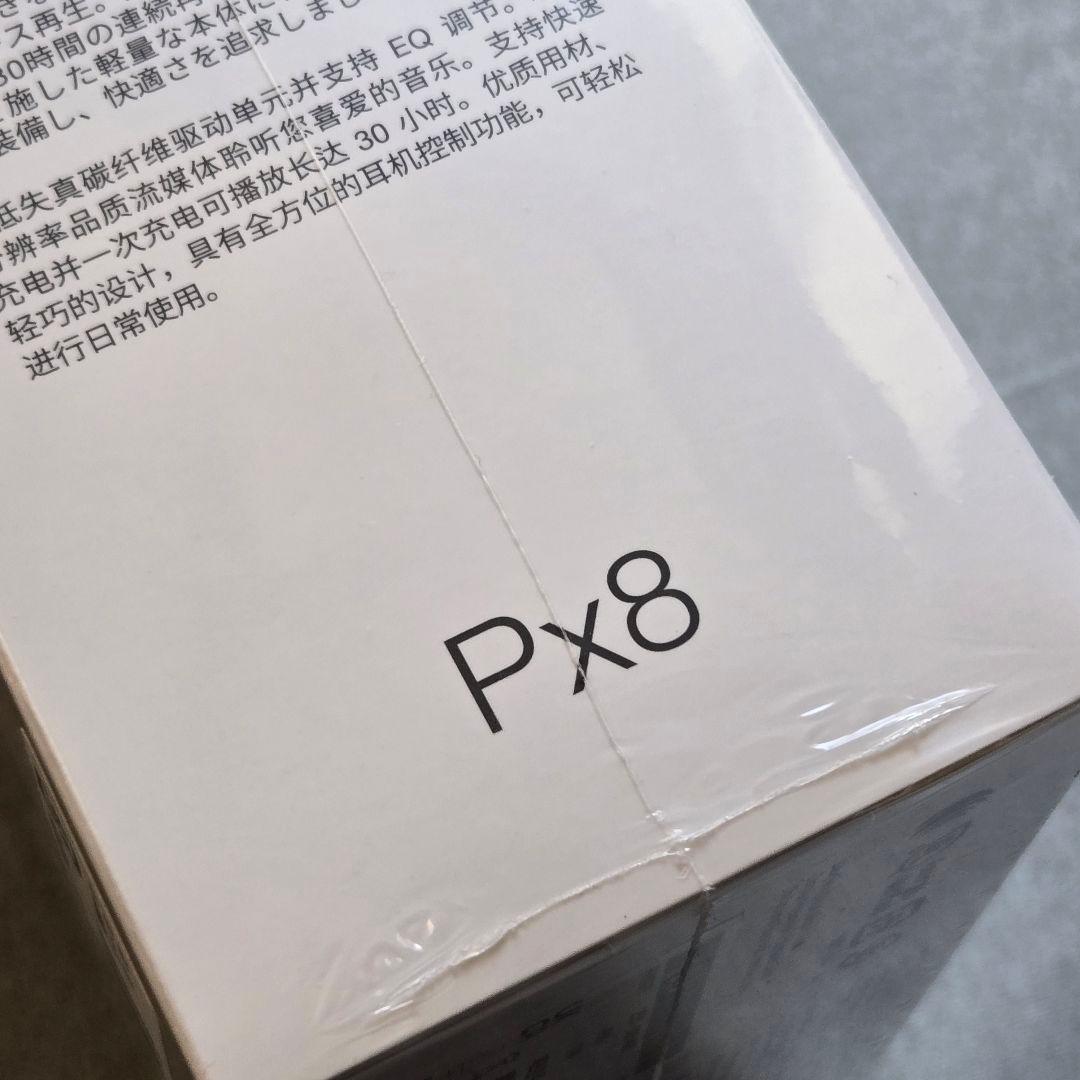 ス再生。
30時間の連続再
施した軽量な本体に
装備し、快適さを追求しまし
低失真碳纤维驱动单元并支持 EQ 调节。
辨率品质流媒体聆听您喜爱的音乐。支持快速
充电并一次充电可播放长达 30 小时。优质用材、
轻巧的设计，具有全方位的耳机控制功能，可轻松
进行日常使用。
Px8